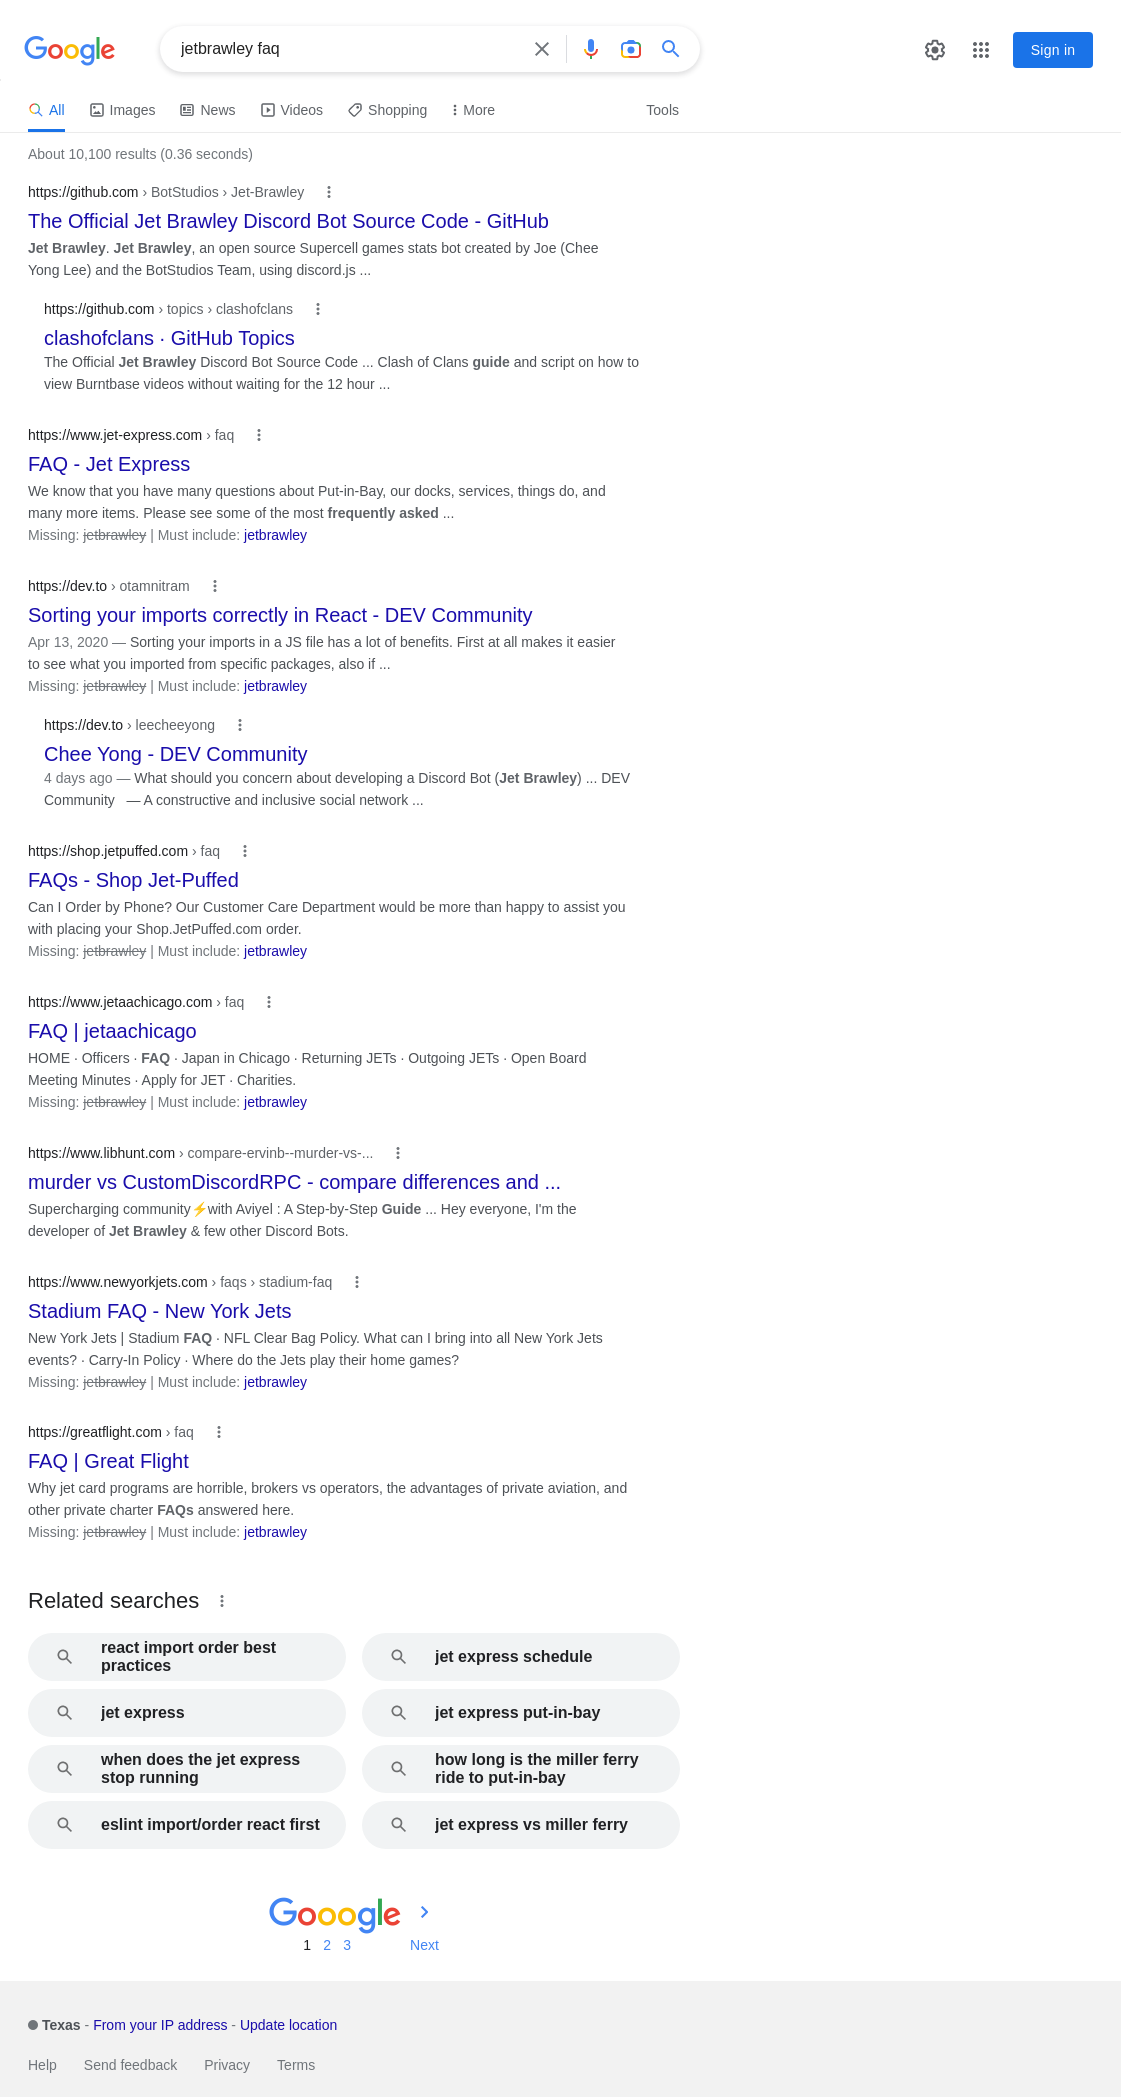 Google
jetbrawley faq
Sign in
All Images News Videos Shopping More Tools
About 10,100 results (0.36 seconds)
https://github.com › BotStudios › Jet-Brawley
The Official Jet Brawley Discord Bot Source Code - GitHub
Jet Brawley. Jet Brawley, an open source Supercell games stats bot created by Joe (Chee
Yong Lee) and the BotStudios Team, using discord.js ...
https://github.com › topics › clashofclans
clashofclans · GitHub Topics
The Official Jet Brawley Discord Bot Source Code ... Clash of Clans guide and script on how to
view Burntbase videos without waiting for the 12 hour ...
https://www.jet-express.com › faq
FAQ - Jet Express
We know that you have many questions about Put-in-Bay, our docks, services, things do, and
many more items. Please see some of the most frequently asked ...
Missing: jetbrawley | Must include: jetbrawley
https://dev.to › otamnitram
Sorting your imports correctly in React - DEV Community
Apr 13, 2020 — Sorting your imports in a JS file has a lot of benefits. First at all makes it easier
to see what you imported from specific packages, also if ...
Missing: jetbrawley | Must include: jetbrawley
https://dev.to › leecheeyong
Chee Yong - DEV Community
4 days ago — What should you concern about developing a Discord Bot (Jet Brawley) ... DEV
Community — A constructive and inclusive social network ...
https://shop.jetpuffed.com › faq
FAQs - Shop Jet-Puffed
Can I Order by Phone? Our Customer Care Department would be more than happy to assist you
with placing your Shop.JetPuffed.com order.
Missing: jetbrawley | Must include: jetbrawley
https://www.jetaachicago.com › faq
FAQ | jetaachicago
HOME · Officers · FAQ · Japan in Chicago · Returning JETs · Outgoing JETs · Open Board
Meeting Minutes · Apply for JET · Charities.
Missing: jetbrawley | Must include: jetbrawley
https://www.libhunt.com › compare-ervinb--murder-vs-...
murder vs CustomDiscordRPC - compare differences and ...
Supercharging community⚡with Aviyel : A Step-by-Step Guide ... Hey everyone, I'm the
developer of Jet Brawley & few other Discord Bots.
https://www.newyorkjets.com › faqs › stadium-faq
Stadium FAQ - New York Jets
New York Jets | Stadium FAQ · NFL Clear Bag Policy. What can I bring into all New York Jets
events? · Carry-In Policy · Where do the Jets play their home games?
Missing: jetbrawley | Must include: jetbrawley
https://greatflight.com › faq
FAQ | Great Flight
Why jet card programs are horrible, brokers vs operators, the advantages of private aviation, and
other private charter FAQs answered here.
Missing: jetbrawley | Must include: jetbrawley
Related searches
react import order best
practices
jet express schedule
jet express
jet express put-in-bay
when does the jet express
stop running
how long is the miller ferry
ride to put-in-bay
eslint import/order react first
jet express vs miller ferry
Gooogle
1 2 3 Next
Texas - From your IP address - Update location
Help Send feedback Privacy Terms